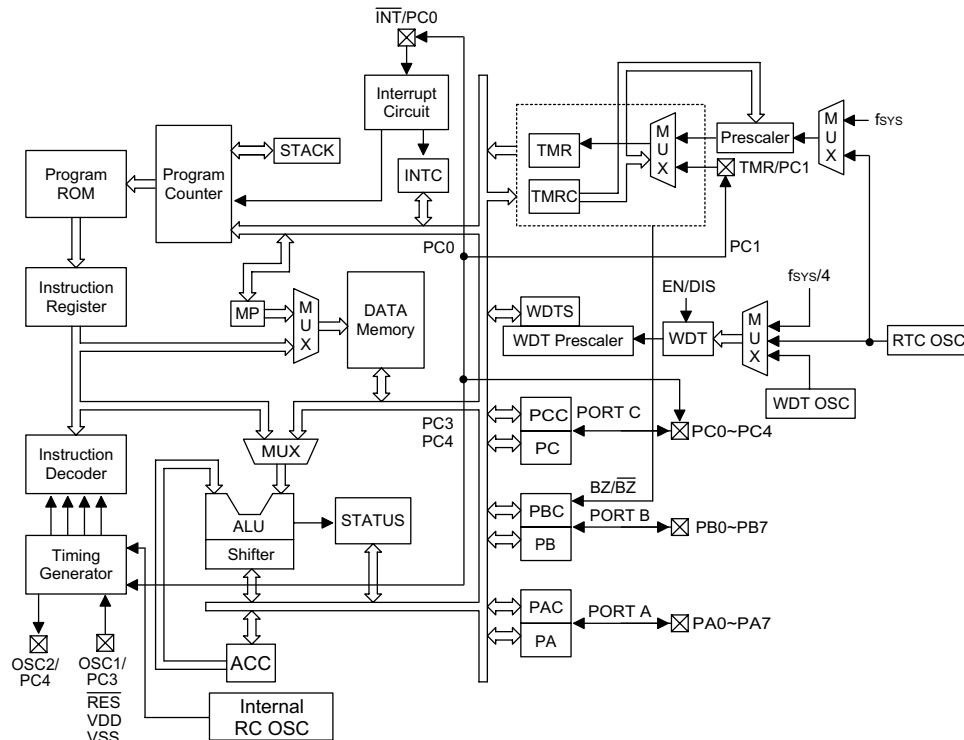 INT/PC0
Interrupt
Circuit
INTC
STACK
Program
Counter
Program
ROM
Instruction
Register
MP
M
U
X
DATA
Memory
PC0
TMR
TMRC
M
U
X
Prescaler
M
U
X
fSYS
TMR/PC1
PC1
fSYS/4
EN/DIS
WDTS
WDT Prescaler
WDT
M
U
X
RTC OSC
WDT OSC
PC3
PC4
PCC
PC
PORT C
PC0~PC4
MUX
Instruction
Decoder
ALU
Shifter
STATUS
BZ/BZ
PBC
PB
PORT B
PB0~PB7
Timing
Generator
PAC
PA
PORT A
PA0~PA7
OSC2/
PC4
OSC1/
PC3
RES
VDD
VSS
ACC
Internal
RC OSC